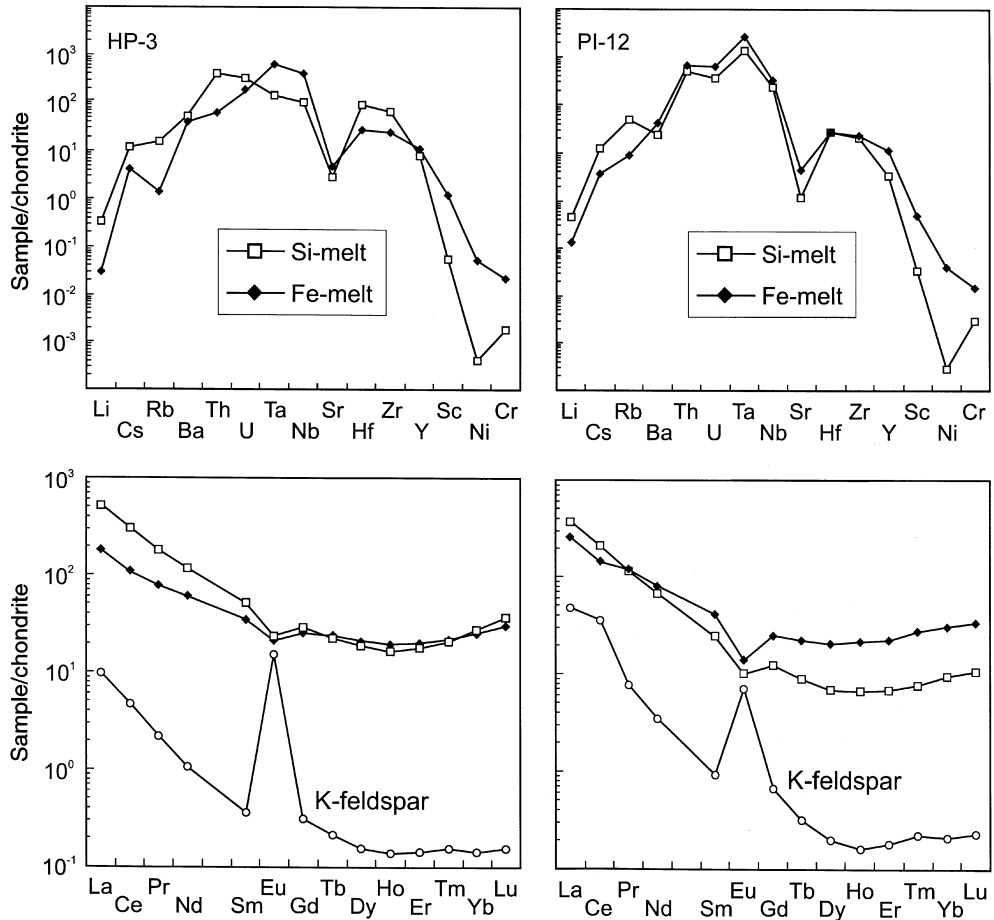 HP-3
PI-12
Sample/chondrite
10³
10²
10¹
10⁰
10⁻¹
10⁻²
10⁻³
Si-melt
Fe-melt
Si-melt
Fe-melt
Li Rb Th Ta Sr Zr Sc Cr
Cs Ba U Nb Hf Y Ni
Li Rb Th Ta Sr Zr Sc Cr
Cs Ba U Nb Hf Y Ni
Sample/chondrite
10³
10²
10¹
10⁰
10⁻¹
K-feldspar
K-feldspar
La Pr Eu Tb Ho Tm Lu
Ce Nd Sm Gd Dy Er Yb
La Pr Eu Tb Ho Tm Lu
Ce Nd Sm Gd Dy Er Yb